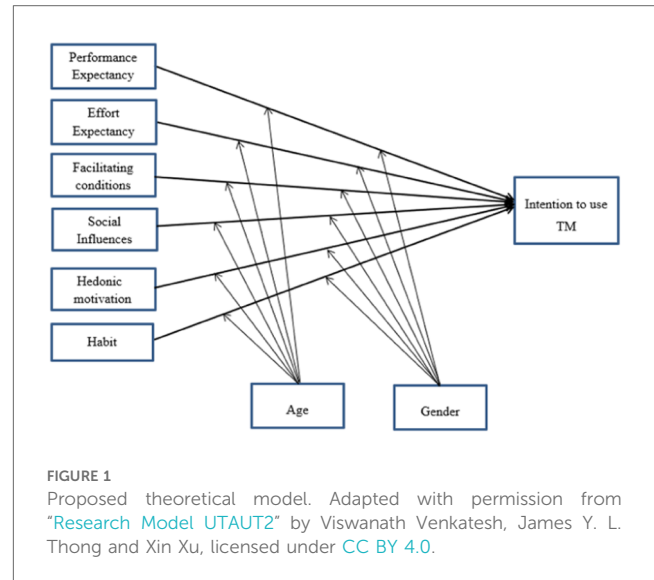 Performance
Expectancy
Effort
Expectancy
Facilitating
conditions
Social
Influences
Hedonic
motivation
Habit
Intention to use
TM
Age
Gender
FIGURE 1
Proposed theoretical model. Adapted with permission from
“Research Model UTAUT2” by Viswanath Venkatesh, James Y. L.
Thong and Xin Xu, licensed under CC BY 4.0.